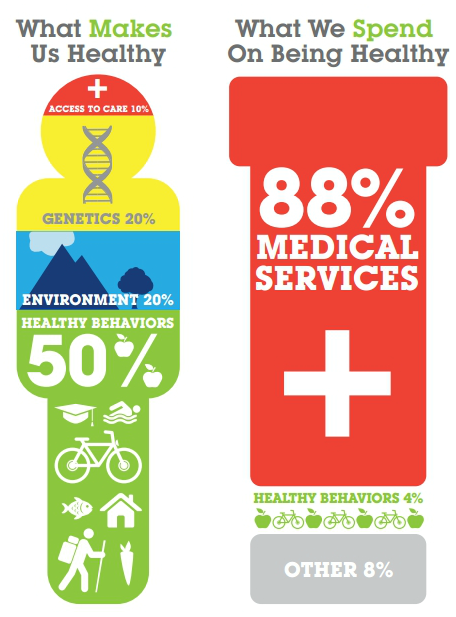 What Makes
Us Healthy
ACCESS TO CARE 10%
GENETICS 20%
ENVIRONMENT 20%
HEALTHY BEHAVIORS
50%
What We Spend
On Being Healthy
88%
MEDICAL
SERVICES
HEALTHY BEHAVIORS 4%
OTHER 8%